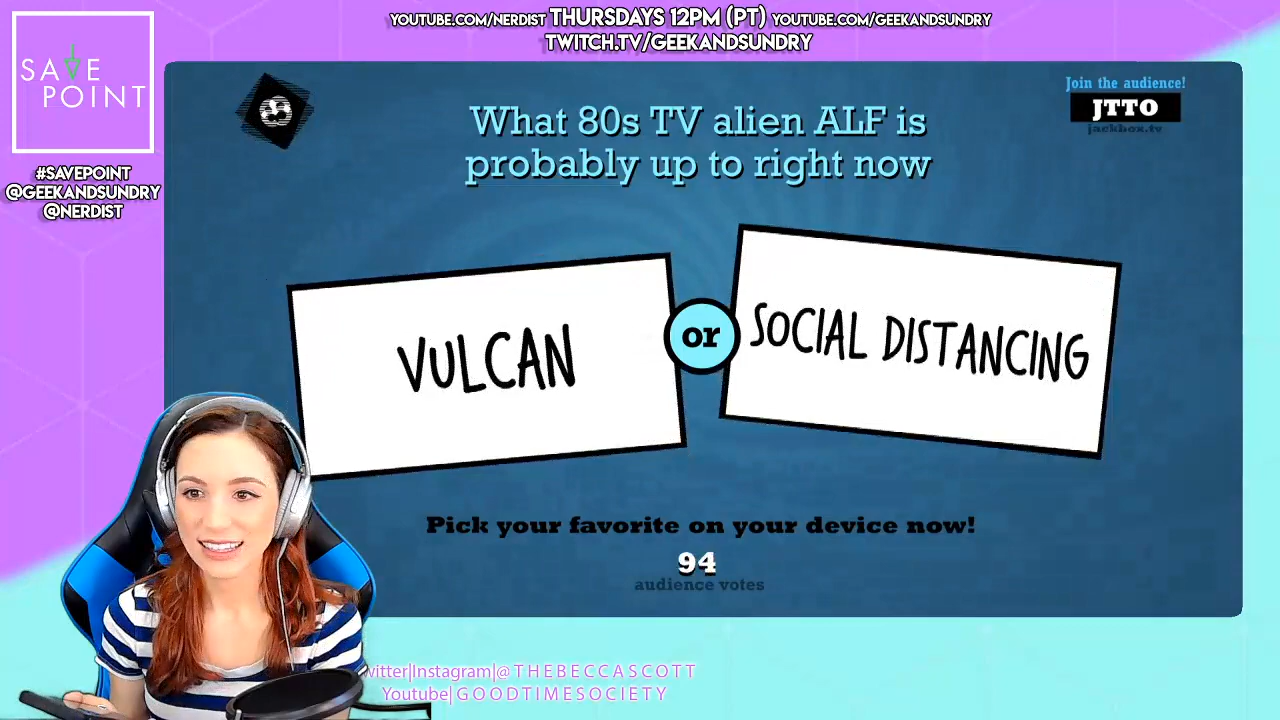 YOUTUBE.COM/NERDIST THURSDAYS 12PM (PT) YOUTUBE.COM/GEEKANDSUNDRY
TWITCH.TV/GEEKANDSUNDRY
SAVE
POINT
#SAVEPOINT
@GEEKANDSUNDRY
@NERDIST
Join the audience!
JTTO
jackbox.tv
What 80s TV alien ALF is
probably up to right now
VULCAN
or
SOCIAL DISTANCING
Pick your favorite on your device now!
94
audience votes
witter|Instagram|@THEBECCASCOTT
Youtube|GOODTIMESOCIETY